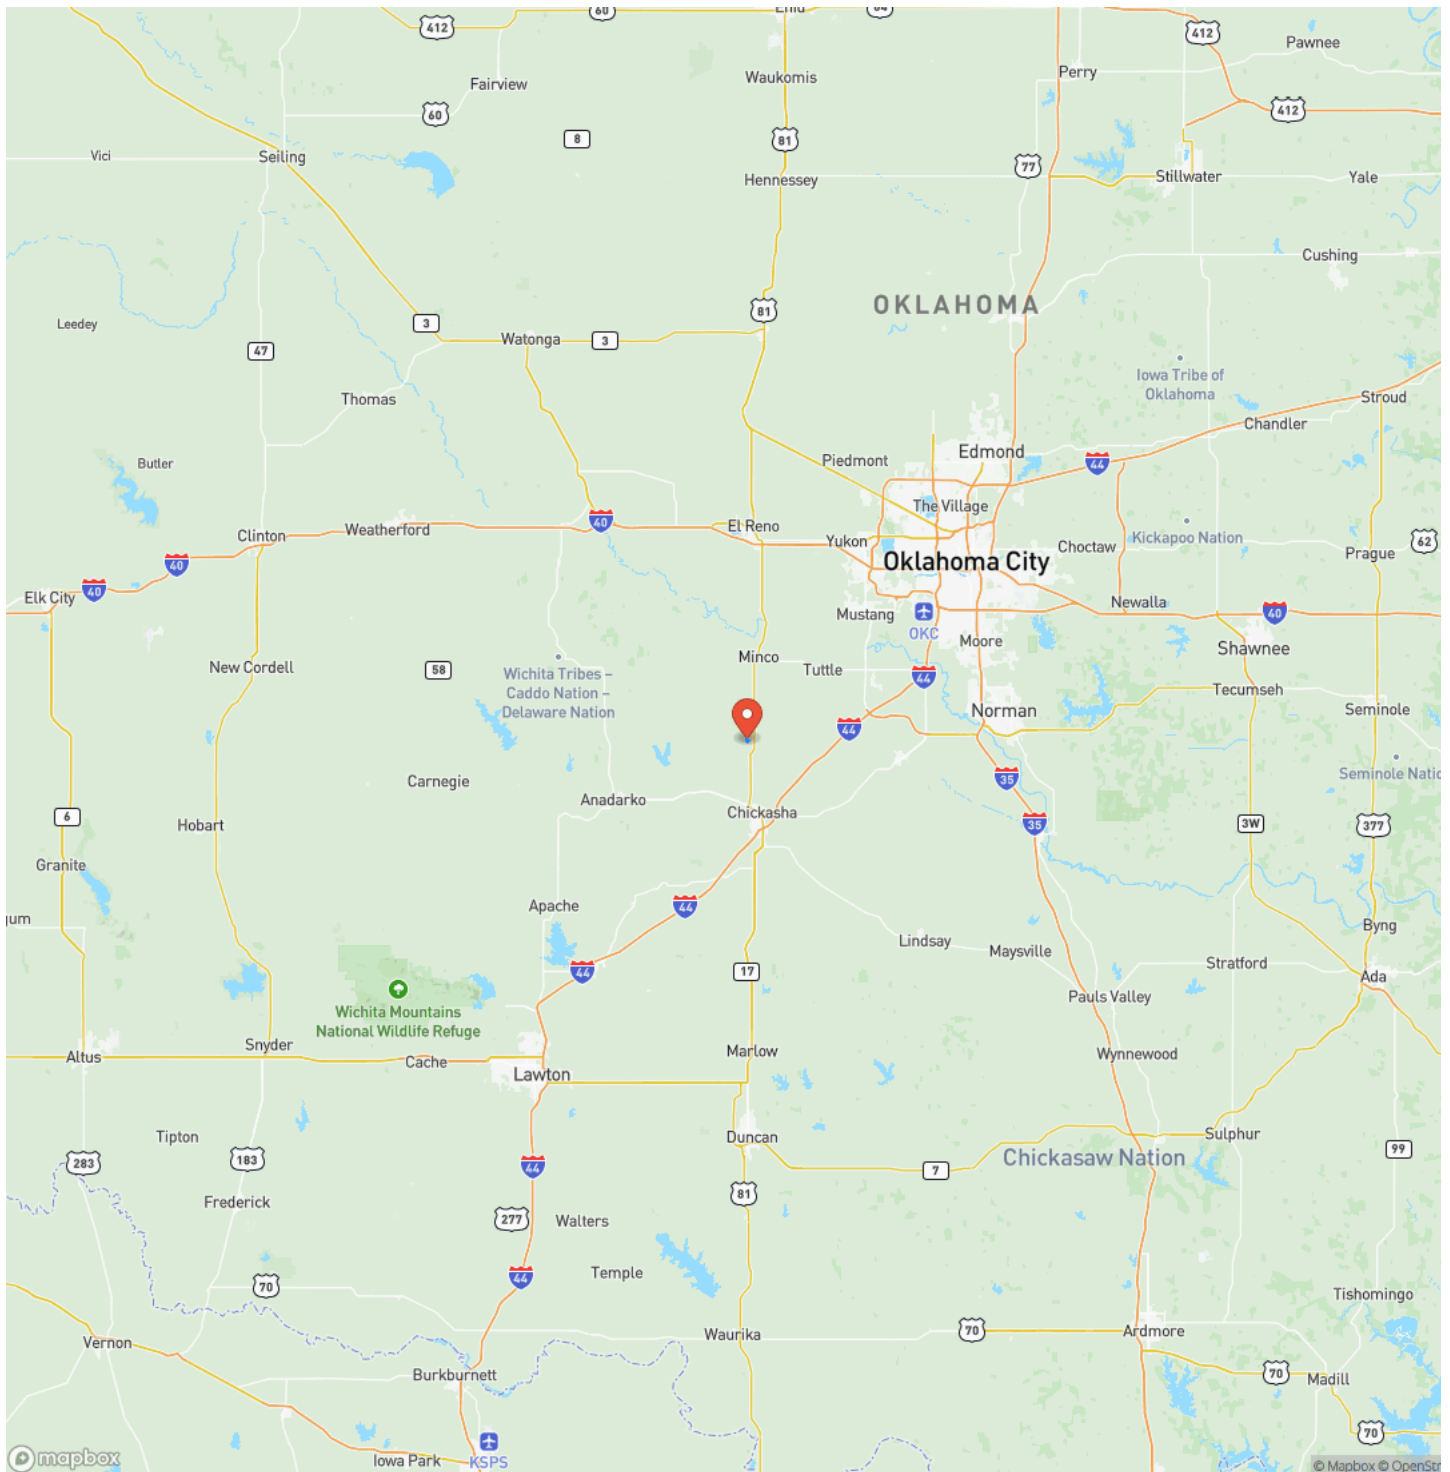 60
Enid
64
412
412
Pawnee
Perry
Waukomis
Fairview
60
412
8
81
Vici
Seiling
77
Hennessey
Stillwater
Yale
Cushing
OKLAHOMA
81
Leedey
3
Watonga
3
47
Iowa Tribe of
Oklahoma
Thomas
Stroud
Chandler
Edmond
Piedmont
44
Butler
The Village
40
El Reno
Weatherford
Clinton
Yukon
Kickapoo Nation
62
Choctaw
Prague
Oklahoma City
40
40
Elk City
Newalla
40
Mustang
OKC
Moore
Shawnee
Minco
New Cordell
58
Tuttle
44
Wichita Tribes –
Caddo Nation –
Delaware Nation
Tecumseh
Norman
Seminole
44
35
Seminole Natio
Carnegie
Anadarko
Chickasha
6
Hobart
35
3W
377
Granite
Apache
44
gum
Byng
Lindsay
Maysville
Stratford
44
17
Ada
Pauls Valley
Wichita Mountains
National Wildlife Refuge
Snyder
Altus
Cache
Marlow
Wynnewood
Lawton
Tipton
Duncan
Sulphur
99
283
183
44
7
Chickasaw Nation
81
Frederick
277
Walters
Temple
44
70
Tishomingo
Vernon
Waurika
70
Ardmore
Burkburnett
70
Madill
70
KSPS
Iowa Park
mapbox
© Mapbox © OpenStr